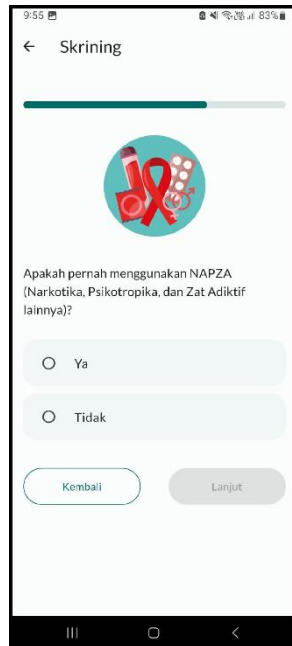 9:55
83%
Skrining
Apakah pernah menggunakan NAPZA
(Narkotika, Psikotropika, dan Zat Adiktif
lainnya)?
Ya
Tidak
Kembali
Lanjut